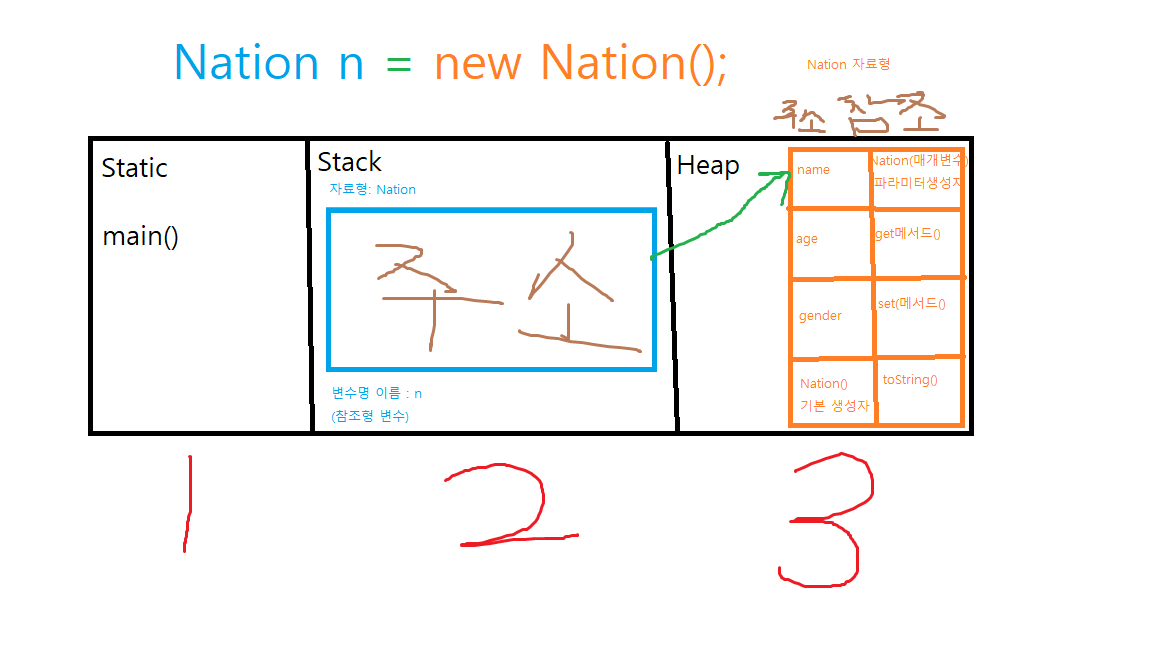 Nation n = new Nation();
Nation 자료형
주소 참조
Static
main()
Stack
자료형: Nation
주소
변수명 이름 : n
(참조형 변수)
Heap
name
Nation(매개변수)
파라미터생성자
age
get메서드()
gender
set(메서드()
Nation()
기본 생성자
toString()
1
2
3